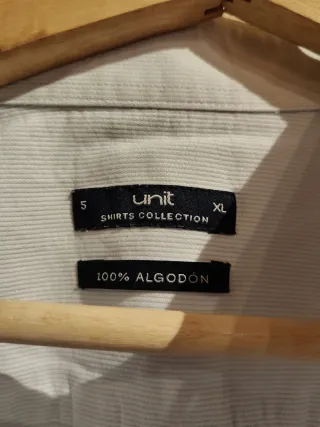 5 unit XL
SHIRTS COLLECTION
100% ALGODÓN